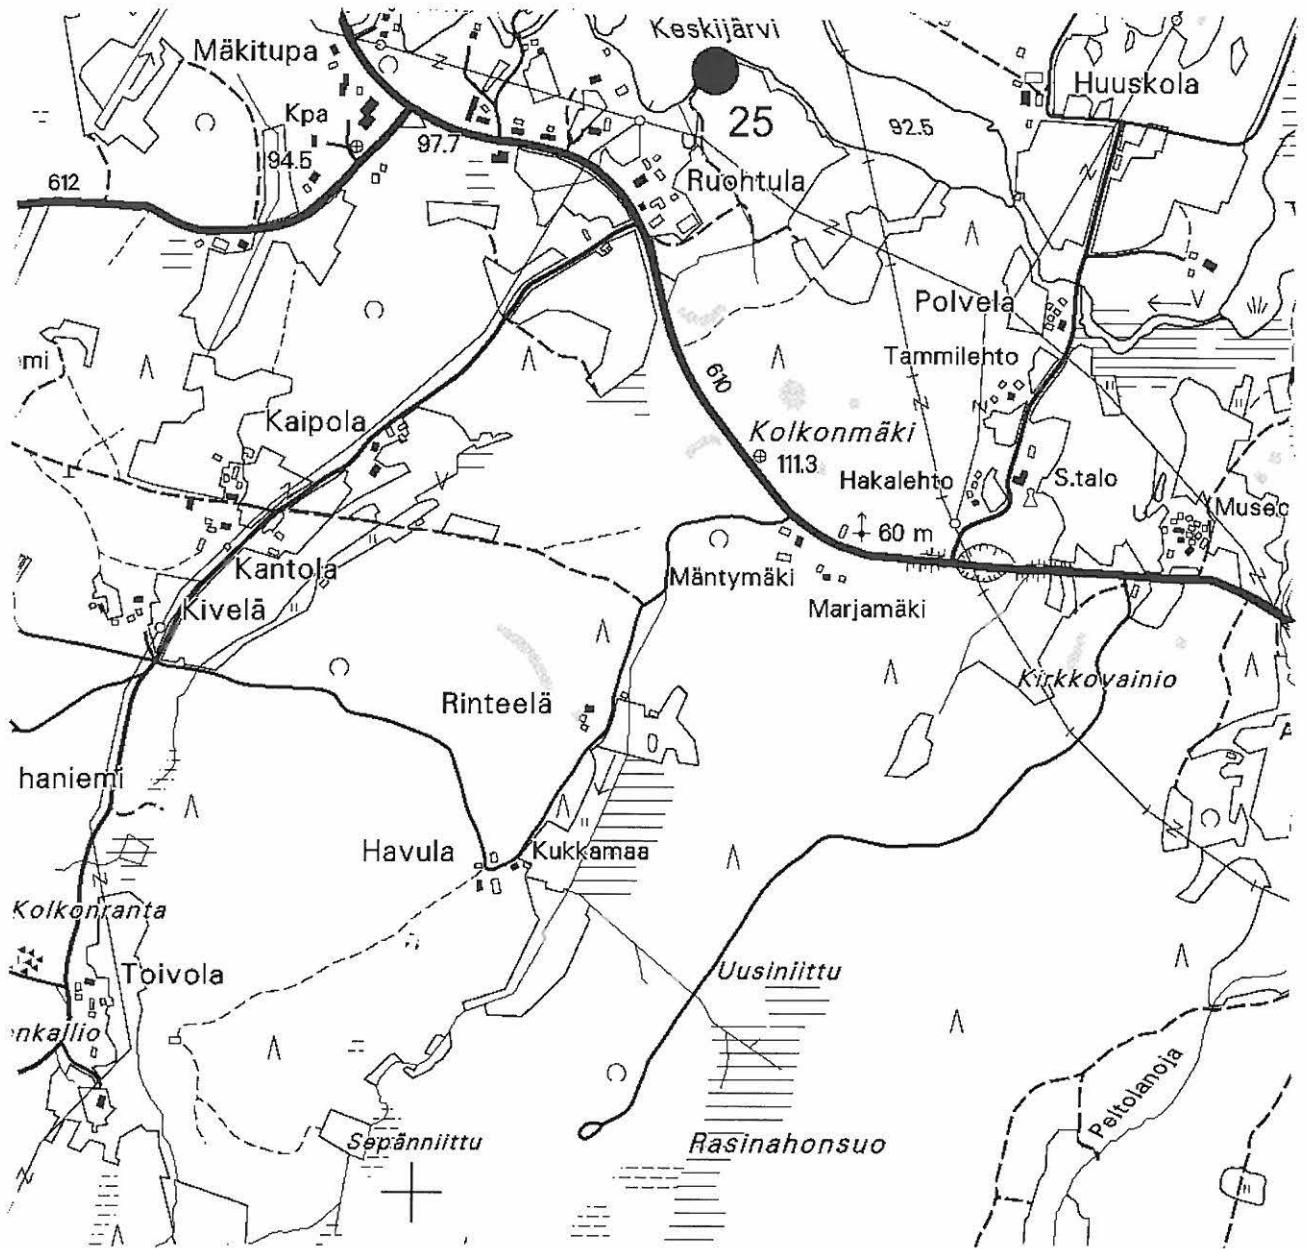 Keskijärvi
Mäkitupa
Huuskola
Kpa
25
92.5
97.7
94.5
612
Ruohtula
Polvela
mi
Tammilehto
610
Kaipola
Kolkonmäki
111.3
Hakalehto
S.talo
Museo
60 m
Kantola
Mäntymäki
Marjamäki
Kivelä
Kirkkovainio
Rinteelä
haniemi
Havula
Kukkamaa
Kolkonranta
Toivola
Uusiniittu
enkallio
Peltolanoja
Sepänniittu
Rasinahonsuo